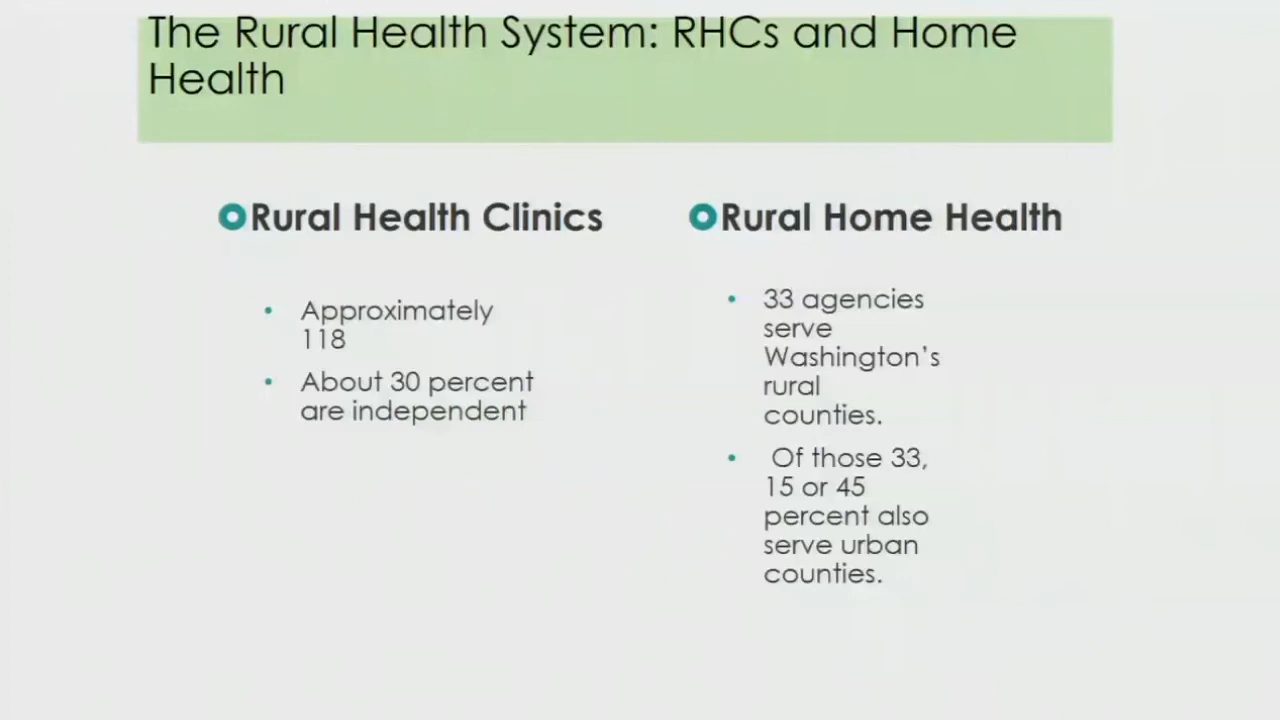 The Rural Health System: RHCs and Home
Health
Rural Health Clinics
• Approximately
118
• About 30 percent
are independent
Rural Home Health
• 33 agencies
serve
Washington’s
rural
counties.
• Of those 33,
15 or 45
percent also
serve urban
counties.